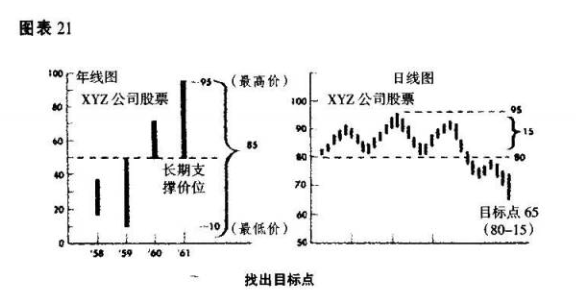 图表 21
年线图
XYZ 公司股票
100
80
60
40
20
0
'58
'59
'60
'61
95
(最高价)
85
长期支
撑价位
10
(最低价)
日线图
XYZ 公司股票
100
90
80
70
60
50
95
15
80
目标点 65
(80-15)
找出目标点